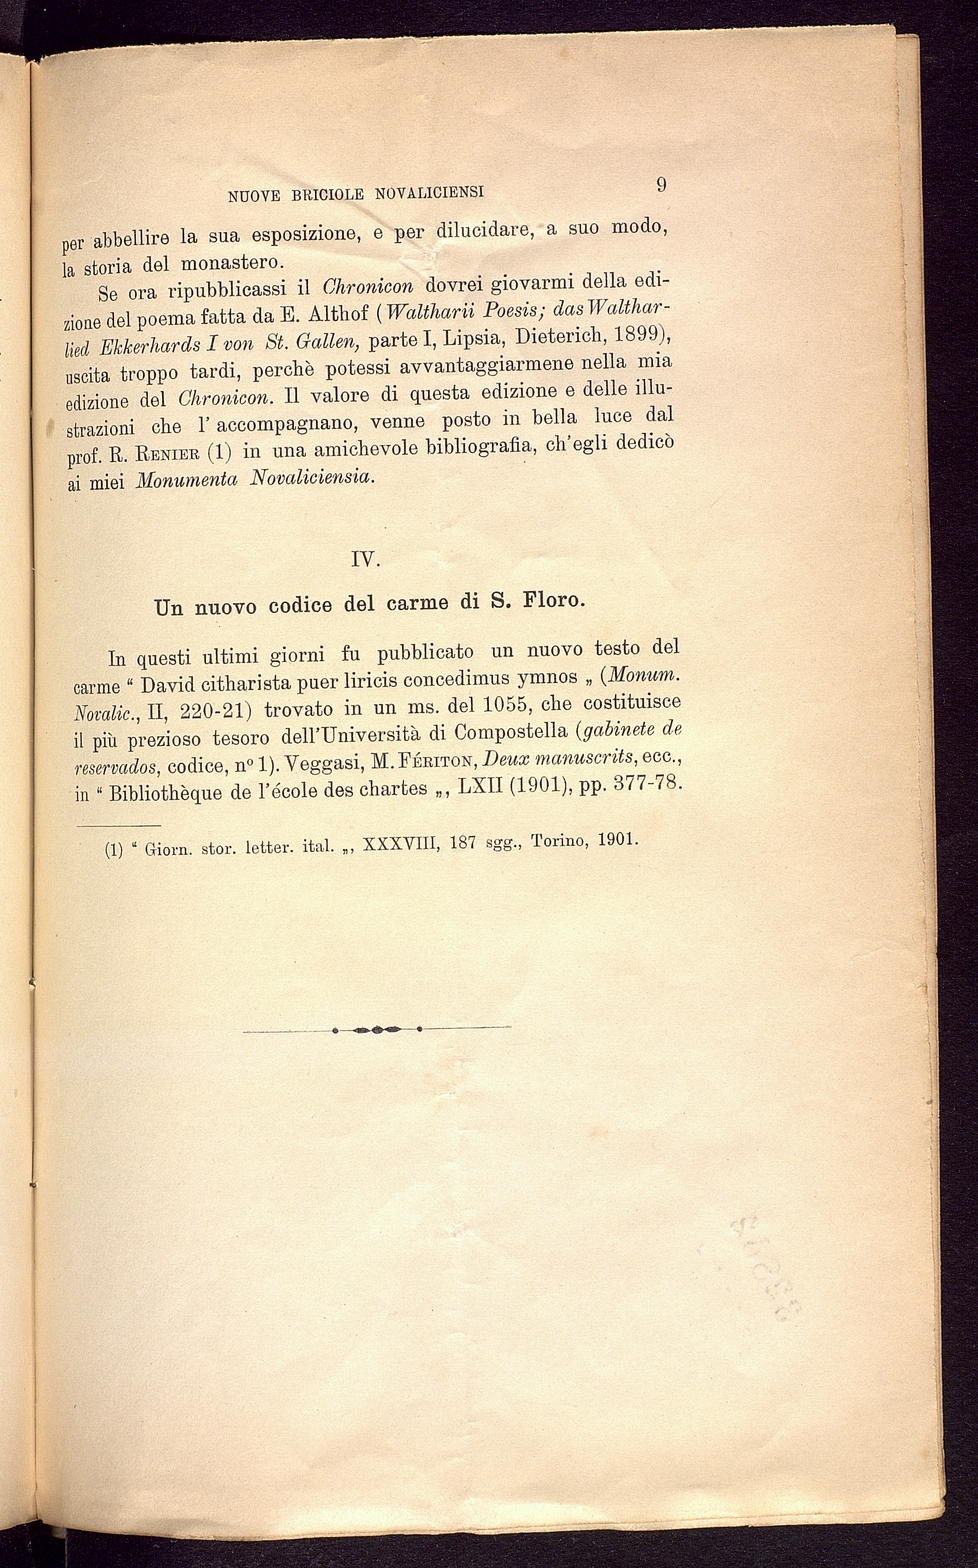 NUOVE BRICIOLE NOVALICIENSI 9
per abbellire la sua esposizione, e per dilucidare, a suo modo,
la storia del monastero.
Se ora ripubblicassi il Chronicon dovrei giovarmi della edi-
zione del poema fatta da E. Althof (Waltharii Poesis; das Walthar-
lied Ekkerhards I von St. Gallen, parte I, Lipsia, Dieterich, 1899),
uscita troppo tardi, perchè potessi avvantaggiarmene nella mia
edizione del Chronicon. Il valore di questa edizione e delle illu-
strazioni che l' accompagnano, venne posto in bella luce dal
prof. R. RENIER (1) in una amichevole bibliografia, ch'egli dedicò
ai miei Monumenta Novaliciensia.
IV.
Un nuovo codice del carme di S. Floro.
In questi ultimi giorni fu pubblicato un nuovo testo del
carme “ David citharista puer liricis concedimus ymnos „ (Monum.
Novalic., II, 220-21) trovato in un ms. del 1055, che costituisce
il più prezioso tesoro dell'Università di Compostella (gabinete de
reservados, codice, nº 1). Veggasi, M. FÉRITON, Deux manuscrits, ecc.,
in “ Bibliothèque de l'école des chartes „, LXII (1901), pp. 377-78.
(1) “ Giorn. stor. letter. ital. „, XXXVIII, 187 sgg., Torino, 1901.